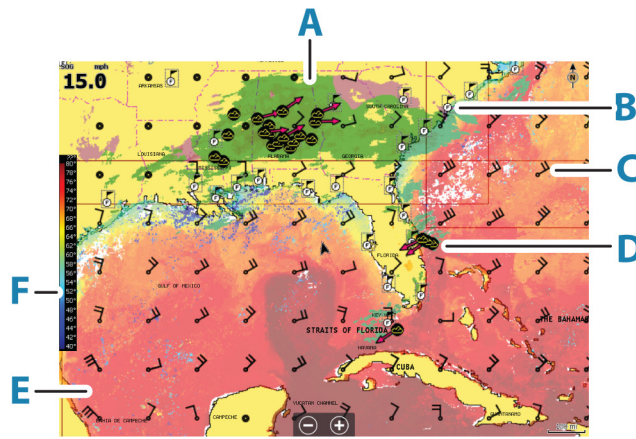 A
SOG mph
15.0
ARKANSAS
N
SOUTH CAROLINA
B
LOUISIANA
ALABAMA
GEORGIA
C
80°
78°
76°
74°
72°
70°
68°
66°
64°
62°
60°
58°
56°
54°
52°
50°
48°
46°
44°
42°
40°
FLORIDA
D
F
GULF OF MEXICO
KEY W
STRAITS OF FLORIDA
THE BAHAMAS
HAVANA
CUBA
E
YUCATAN CHANNEL
CAMPECHE
BAHIA DE CAMPECHE
GUANTANAMO